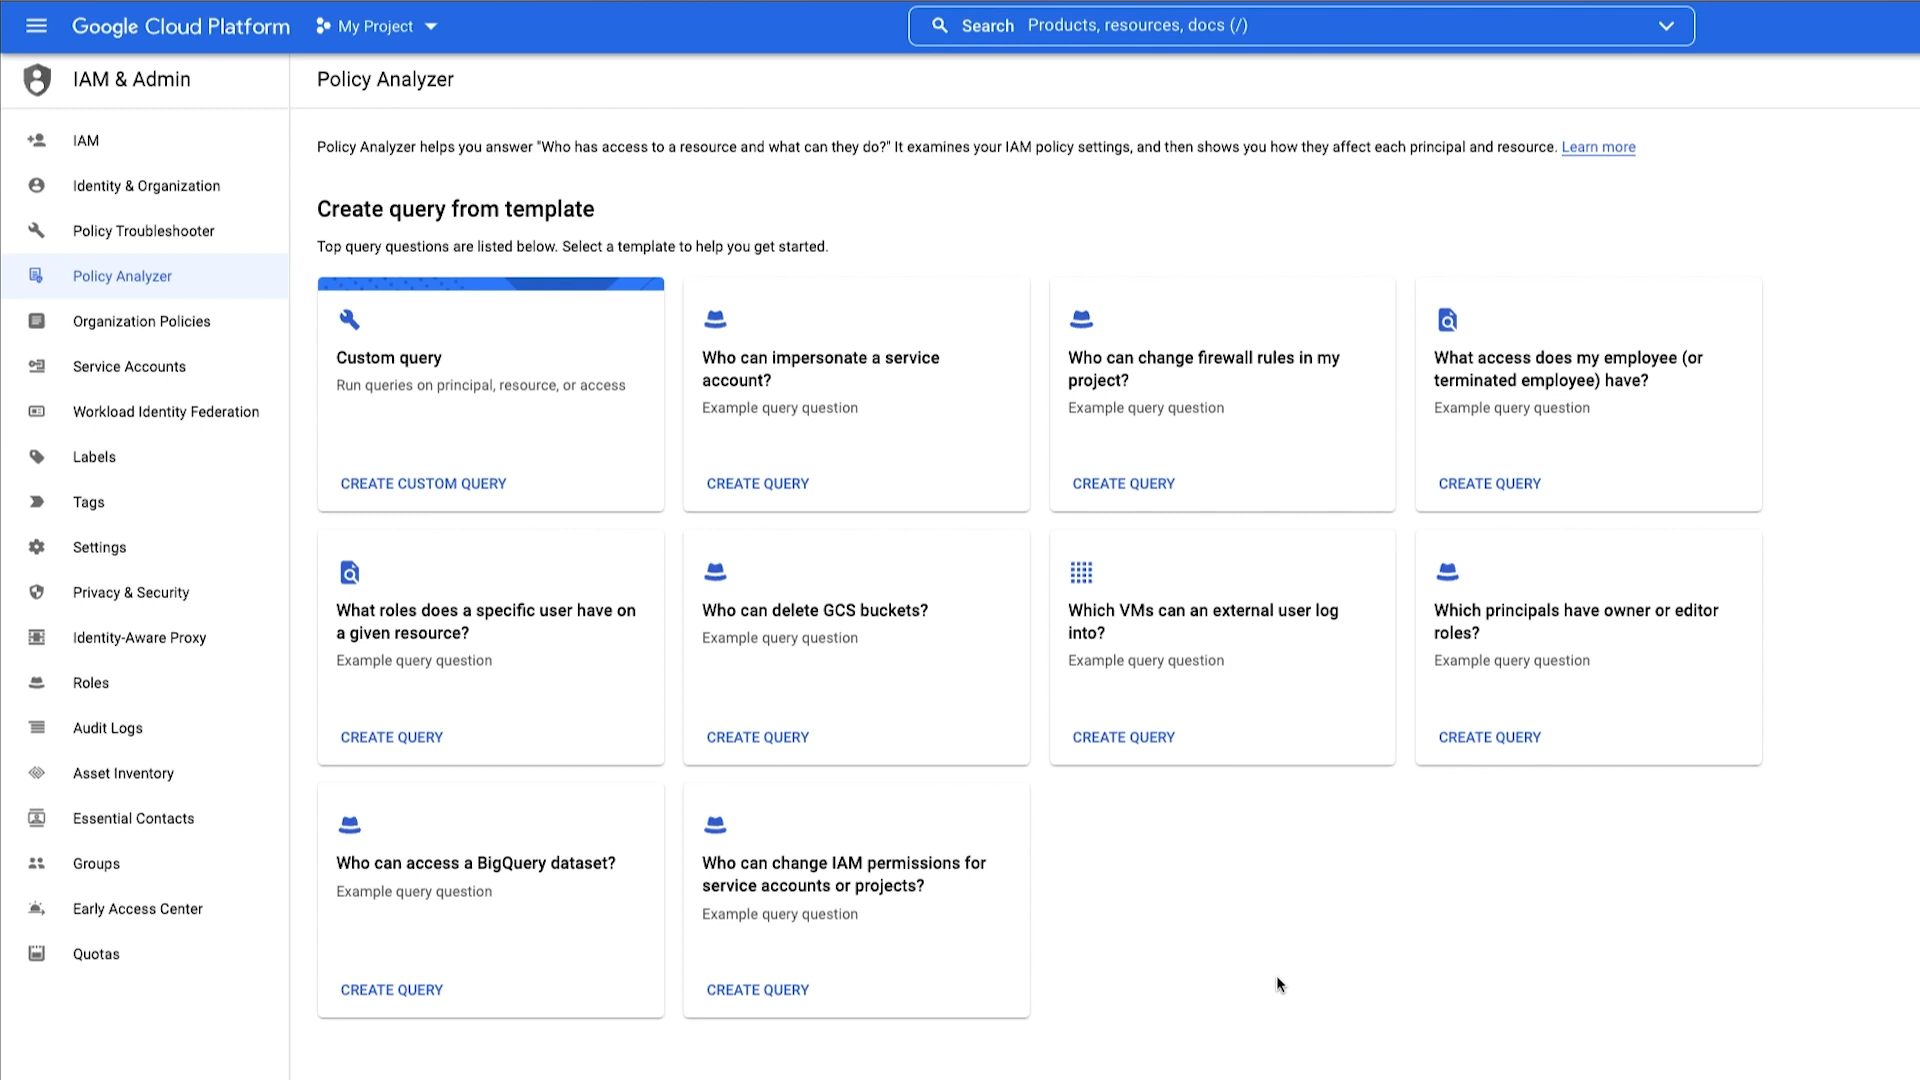 Google Cloud Platform
My Project
Search Products, resources, docs (/)
IAM & Admin
IAM
Identity & Organization
Policy Troubleshooter
Policy Analyzer
Organization Policies
Service Accounts
Workload Identity Federation
Labels
Tags
Settings
Privacy & Security
Identity-Aware Proxy
Roles
Audit Logs
Asset Inventory
Essential Contacts
Groups
Early Access Center
Quotas
Policy Analyzer
Policy Analyzer helps you answer "Who has access to a resource and what can they do?" It examines your IAM policy settings, and then shows you how they affect each principal and resource. Learn more
Create query from template
Top query questions are listed below. Select a template to help you get started.
Custom query
Run queries on principal, resource, or access
CREATE CUSTOM QUERY
Who can impersonate a service
account?
Example query question
CREATE QUERY
Who can change firewall rules in my
project?
Example query question
CREATE QUERY
What access does my employee (or
terminated employee) have?
Example query question
CREATE QUERY
What roles does a specific user have on
a given resource?
Example query question
CREATE QUERY
Who can delete GCS buckets?
Example query question
CREATE QUERY
Which VMs can an external user log
into?
Example query question
CREATE QUERY
Which principals have owner or editor
roles?
Example query question
CREATE QUERY
Who can access a BigQuery dataset?
Example query question
CREATE QUERY
Who can change IAM permissions for
service accounts or projects?
Example query question
CREATE QUERY